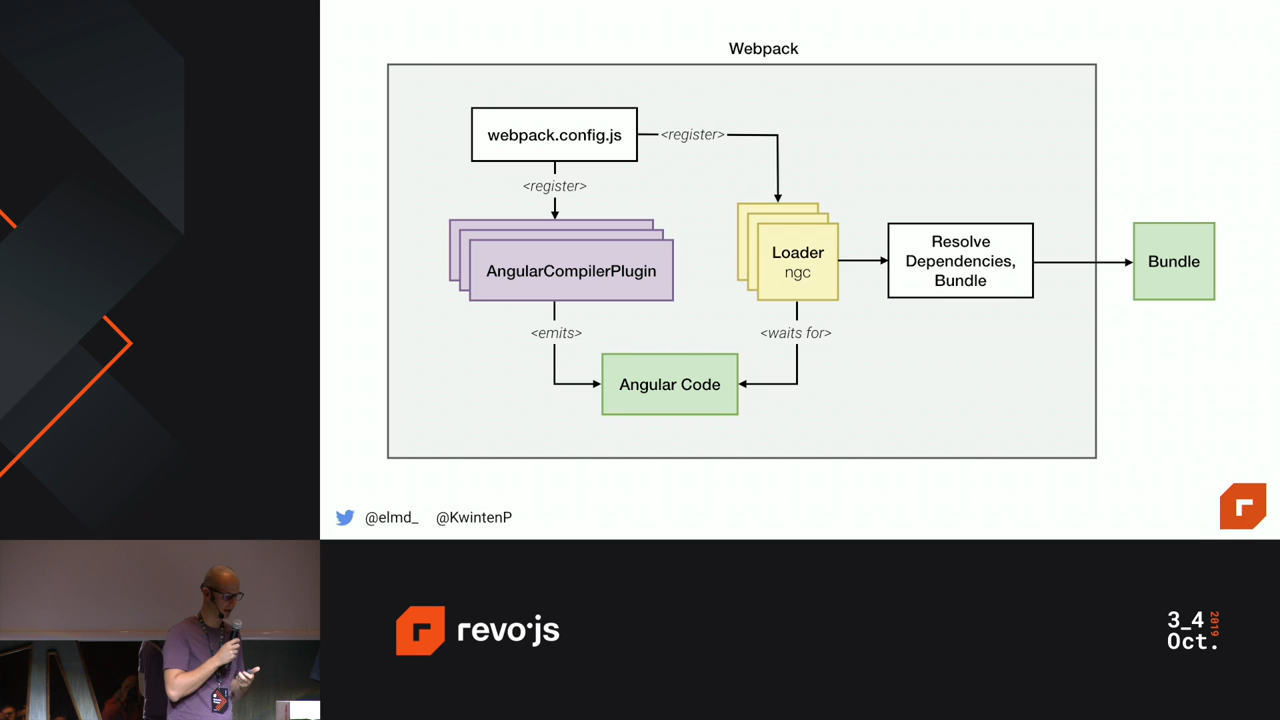 Webpack
webpack.config.js
<register>
<register>
AngularCompilerPlugin
Loader
ngc
Resolve
Dependencies,
Bundle
Bundle
<emits>
<waits for>
Angular Code
@elmd_ @KwintenP
r
r
revo·js
3_4
Oct.
2019